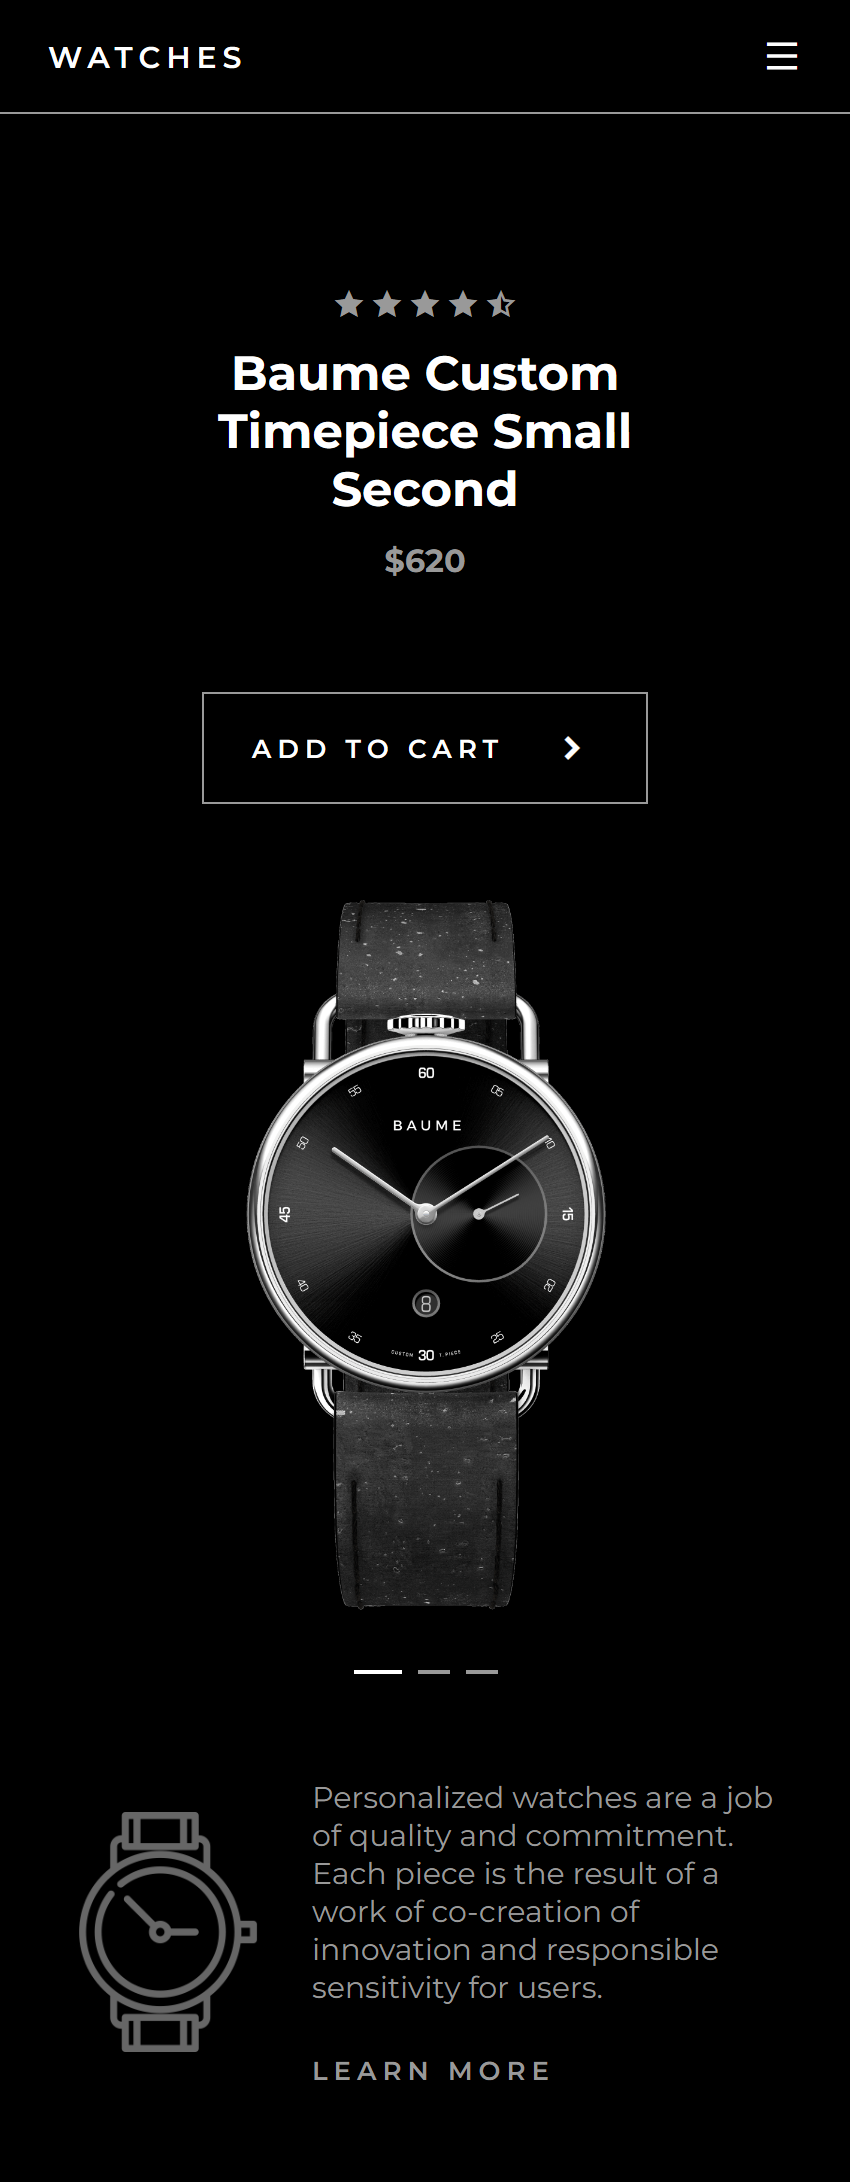 WATCHES
Baume Custom
Timepiece Small
Second
$620
ADD TO CART
60
55
05
BAUME
50
10
45
15
40
20
8
35
25
CUSTOM 30 T.PIECE
Personalized watches are a job
of quality and commitment.
Each piece is the result of a
work of co-creation of
innovation and responsible
sensitivity for users.
LEARN MORE